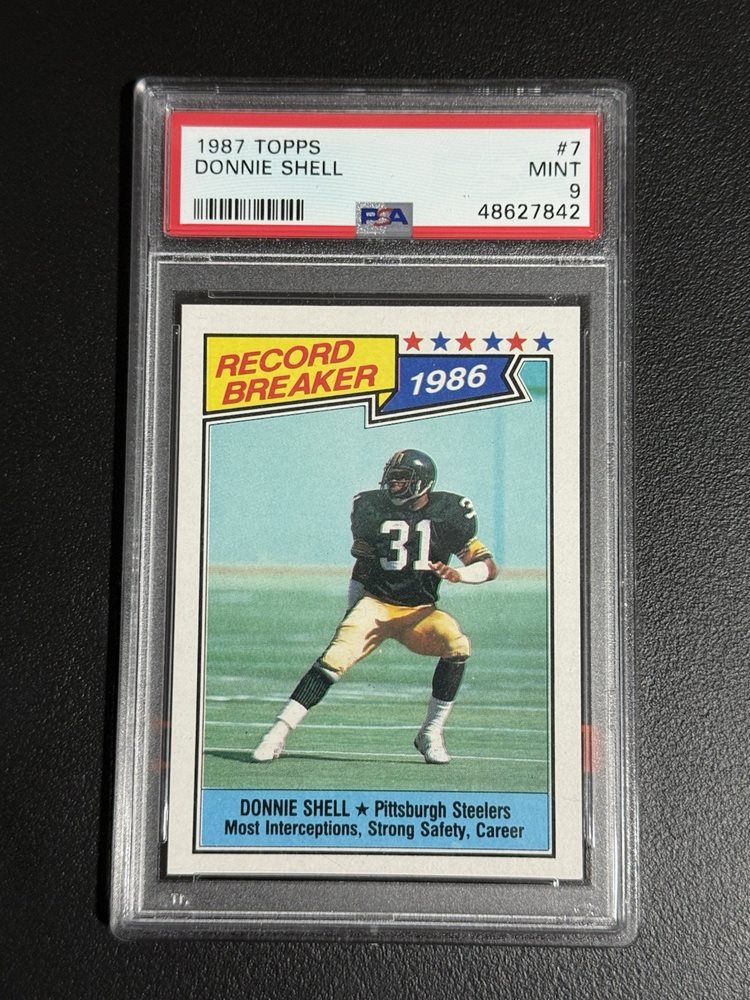 1987 TOPPS #7
DONNIE SHELL MINT
9
PSA 48627842
RECORD
BREAKER
1986
31
3
DONNIE SHELL ★ Pittsburgh Steelers
Most Interceptions, Strong Safety, Career